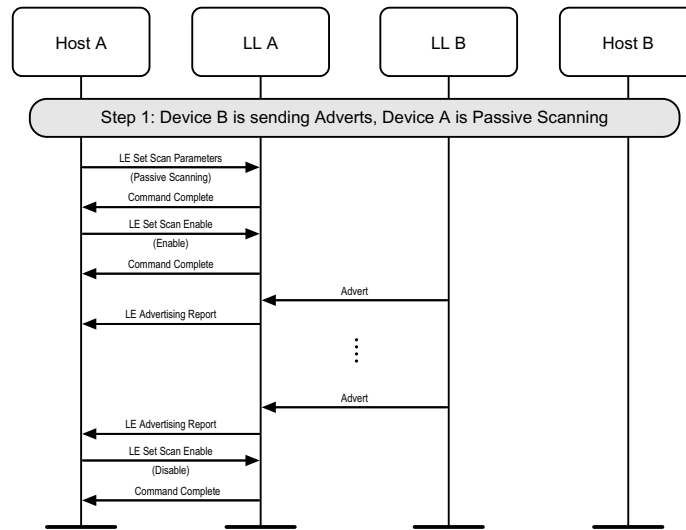 Host A
LL A
LL B
Host B
Step 1: Device B is sending Adverts, Device A is Passive Scanning
LE Set Scan Parameters
(Passive Scanning)
Command Complete
LE Set Scan Enable
(Enable)
Command Complete
Advert
LE Advertising Report
Advert
LE Advertising Report
LE Set Scan Enable
(Disable)
Command Complete